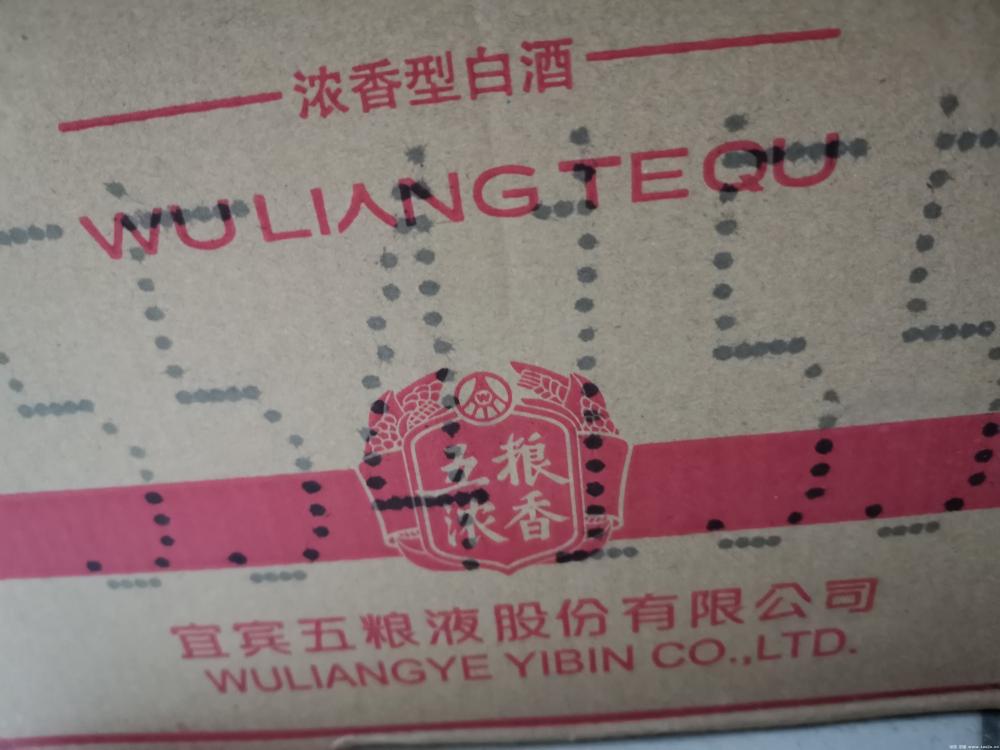 浓香型白酒
WULIANG TEQU
55A155
五粮
浓香
宜宾五粮液股份有限公司
WULIANGYE YIBIN CO.,LTD.